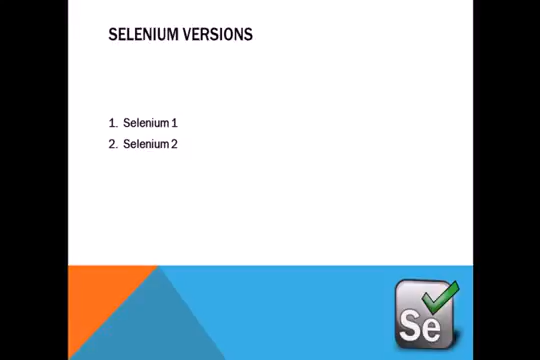 SELENIUM VERSIONS
1. Selenium 1
2. Selenium 2
Se